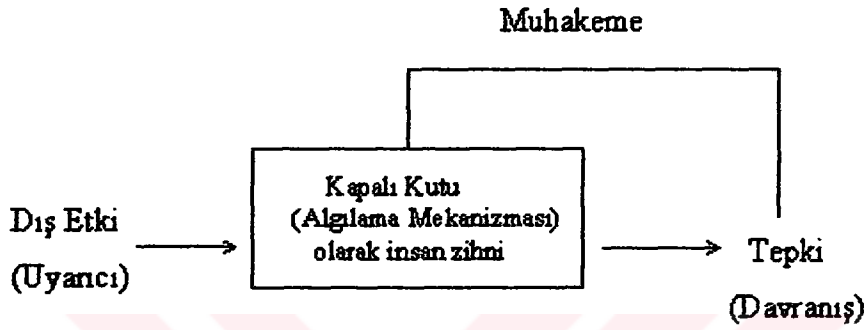 Muhakeme
Dış Etki
(Uyarıcı)
Kapalı Kutu
(Algılama Mekanizması)
olarak insan zihni
Tepki
(Davranış)